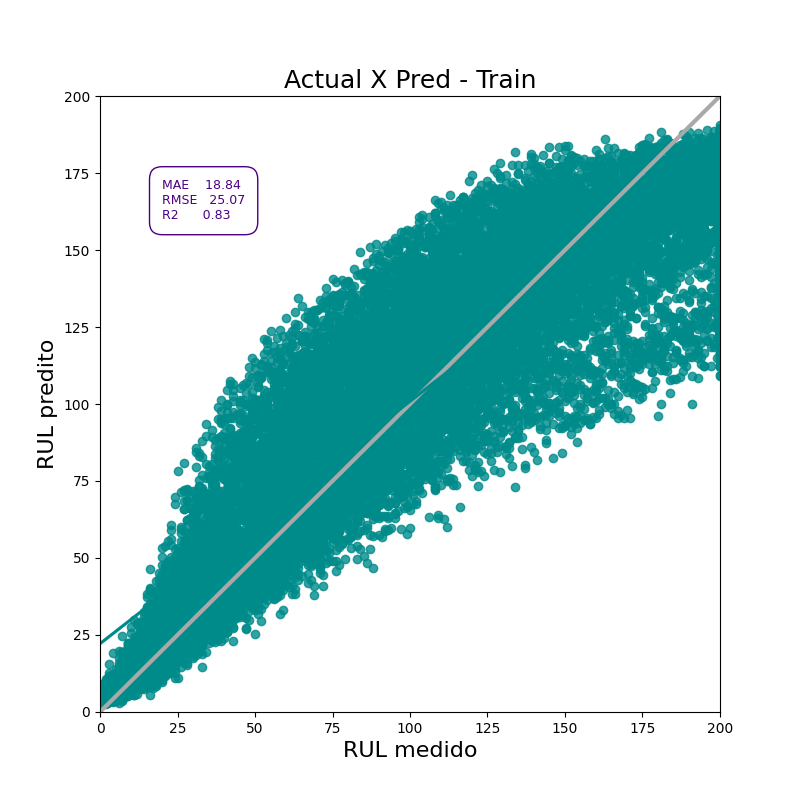 Actual X Pred - Train
200
175
150
125
100
75
50
25
0
RUL predito
MAE 18.84
RMSE 25.07
R2 0.83
0 25 50 75 100 125 150 175 200
RUL medido